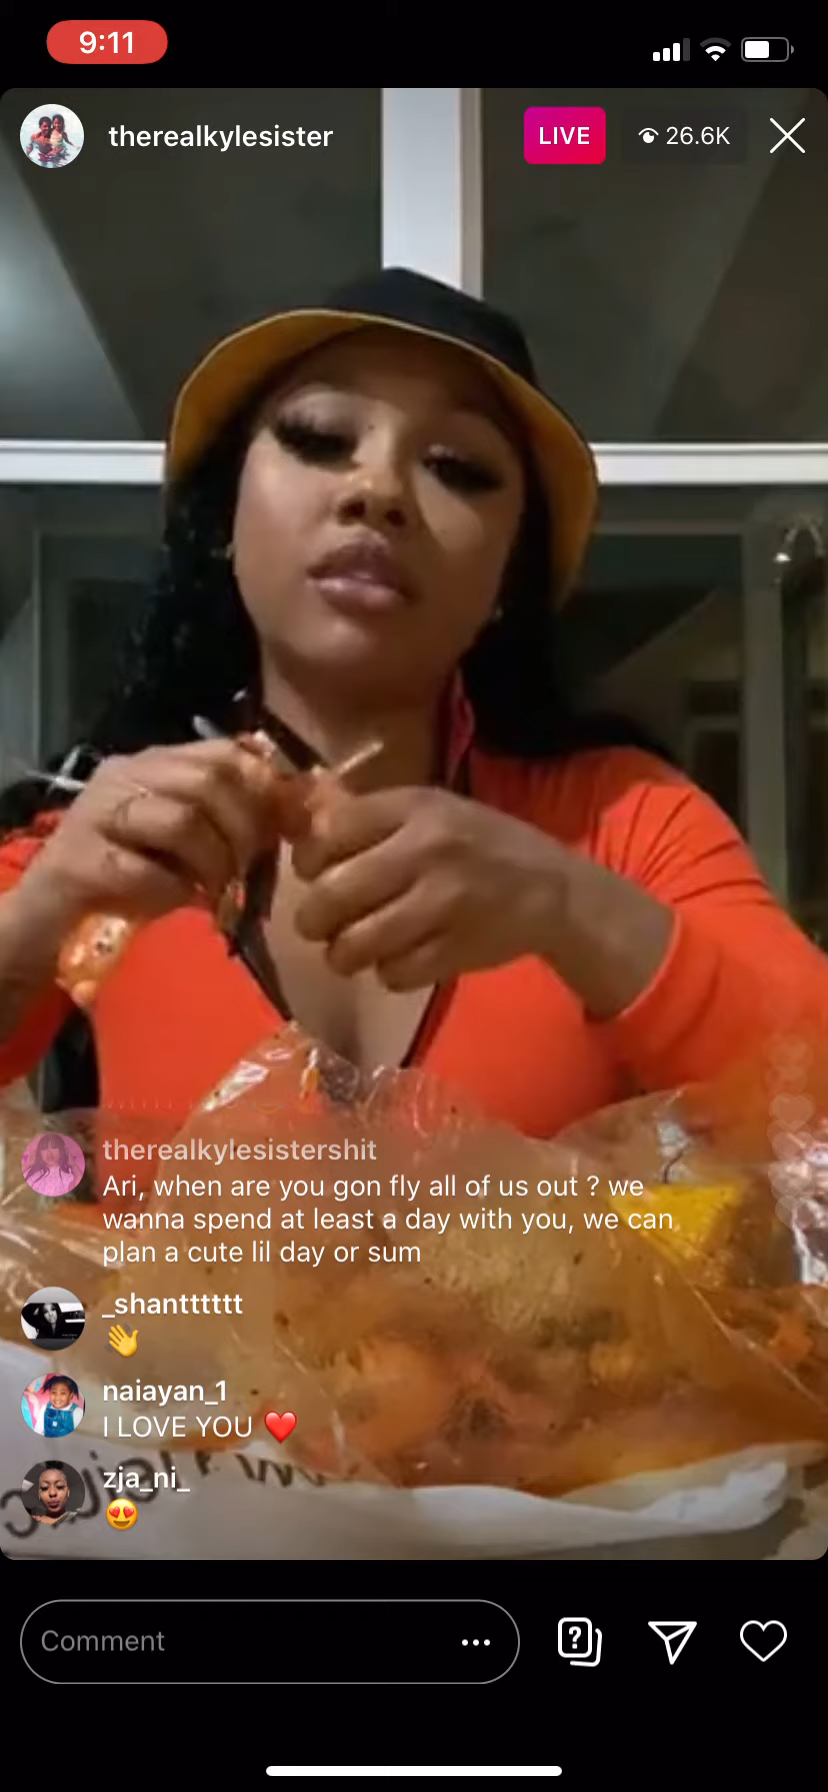 9:11
therealkylesister
LIVE
26.6K
therealkylesistershit
Ari, when are you gon fly all of us out ? we
wanna spend at least a day with you, we can
plan a cute lil day or sum
_shantttttt
👋
naiayan_1
I LOVE YOU ❤️
zja_ni_
😍
Comment